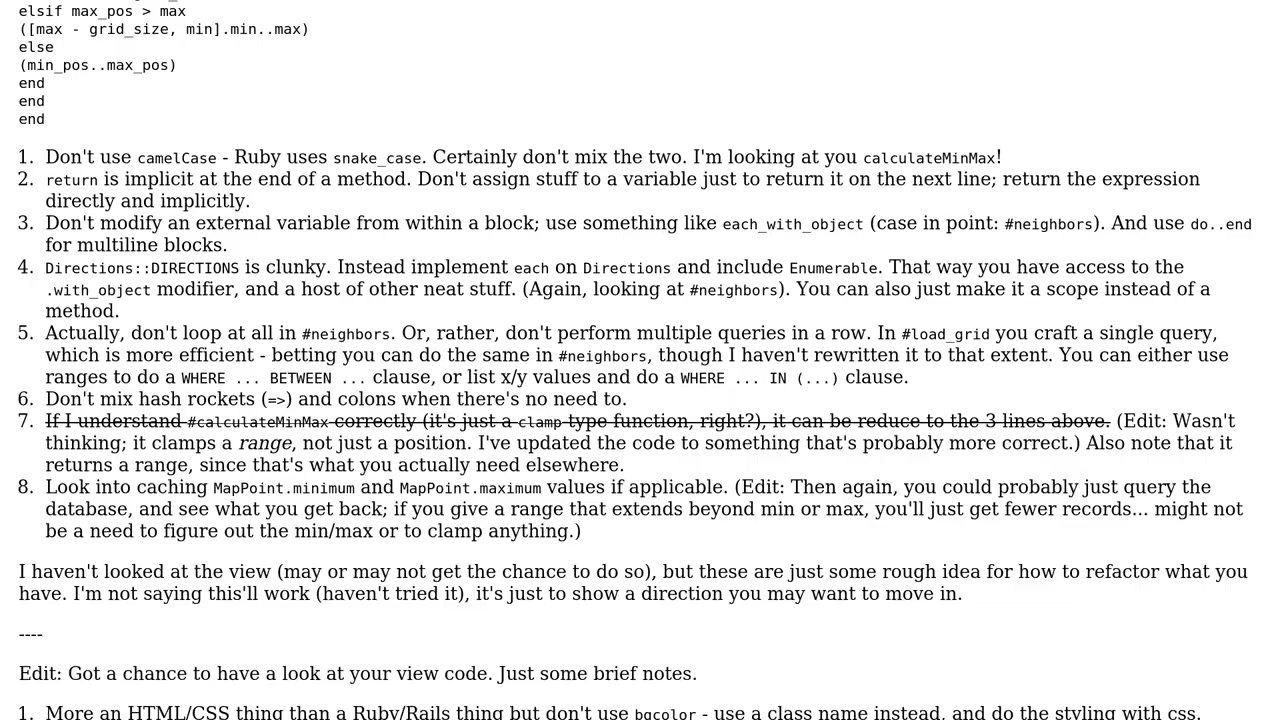 elsif max_pos > max
([max - grid_size, min].min..max)
else
(min_pos..max_pos)
end
end
end
1. Don't use camelCase - Ruby uses snake_case. Certainly don't mix the two. I'm looking at you calculateMinMax!
2. return is implicit at the end of a method. Don't assign stuff to a variable just to return it on the next line; return the expression
directly and implicitly.
3. Don't modify an external variable from within a block; use something like each_with_object (case in point: #neighbors). And use do..end
for multiline blocks.
4. Directions::DIRECTIONS is clunky. Instead implement each on Directions and include Enumerable. That way you have access to the
.with_object modifier, and a host of other neat stuff. (Again, looking at #neighbors). You can also just make it a scope instead of a
method.
5. Actually, don't loop at all in #neighbors. Or, rather, don't perform multiple queries in a row. In #load_grid you craft a single query,
which is more efficient - betting you can do the same in #neighbors, though I haven't rewritten it to that extent. You can either use
ranges to do a WHERE ... BETWEEN ... clause, or list x/y values and do a WHERE ... IN (...) clause.
6. Don't mix hash rockets (=>) and colons when there's no need to.
7. If I understand #calculateMinMax correctly (it's just a clamp type function, right?), it can be reduce to the 3 lines above. (Edit: Wasn't
thinking; it clamps a range, not just a position. I've updated the code to something that's probably more correct.) Also note that it
returns a range, since that's what you actually need elsewhere.
8. Look into caching MapPoint.minimum and MapPoint.maximum values if applicable. (Edit: Then again, you could probably just query the
database, and see what you get back; if you give a range that extends beyond min or max, you'll just get fewer records... might not
be a need to figure out the min/max or to clamp anything.)
I haven't looked at the view (may or may not get the chance to do so), but these are just some rough idea for how to refactor what you
have. I'm not saying this'll work (haven't tried it), it's just to show a direction you may want to move in.
----
Edit: Got a chance to have a look at your view code. Just some brief notes.
1. More an HTML/CSS thing than a Ruby/Rails thing but don't use bgcolor - use a class name instead, and do the styling with css.